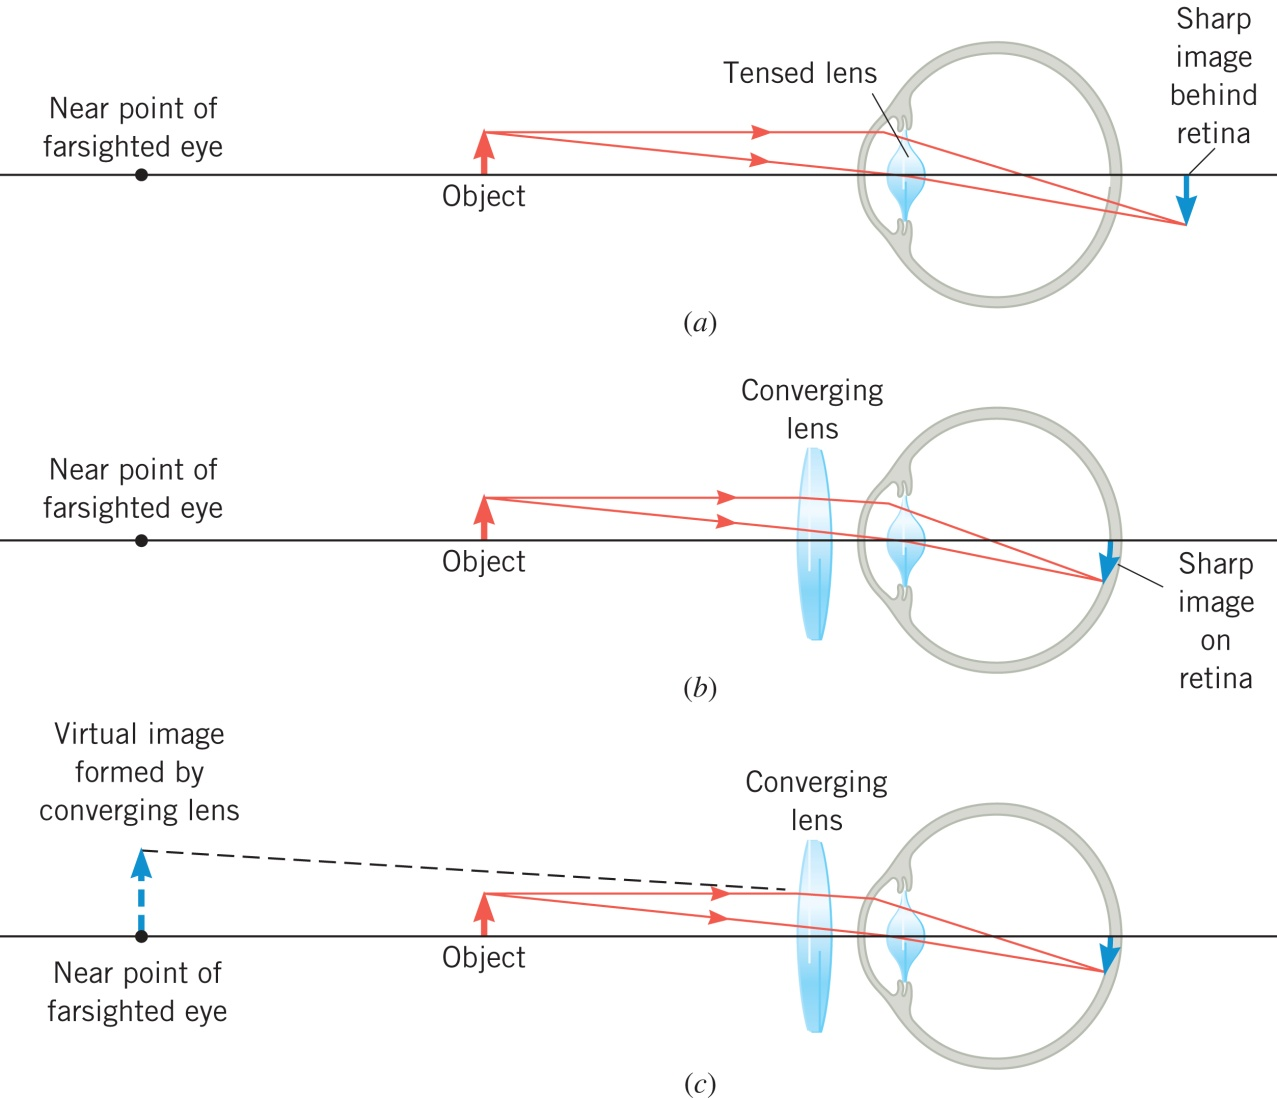 Sharp
image
behind
retina
Tensed lens
Near point of
farsighted eye
Object
(a)
Converging
lens
Near point of
farsighted eye
Object
Sharp
image
on
retina
(b)
Virtual image
formed by
converging lens
Converging
lens
Object
Near point of
farsighted eye
(c)